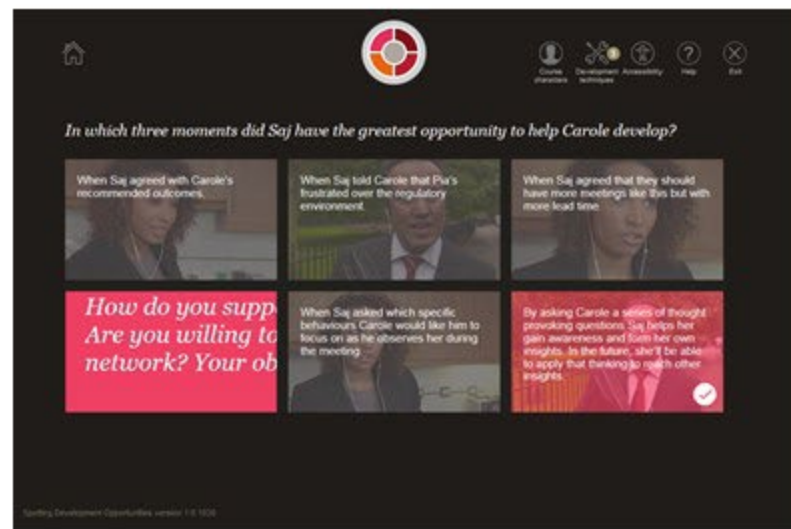 Course
characters
Development
techniques
3
Accessibility
Help
Exit
In which three moments did Saj have the greatest opportunity to help Carole develop?
When Saj agreed with Carole's
recommended outcomes.
When Saj told Carole that Pia's
frustrated over the regulatory
environment.
When Saj agreed that they should
have more meetings like this but with
more lead time.
How do you supp
Are you willing to
network? Your ob
When Saj asked which specific
behaviours Carole would like him to
focus on as he observes her during
the meeting.
By asking Carole a series of thought
provoking questions Saj helps her
gain awareness and form her own
insights. In the future, she'll be able
to apply that thinking to reach other
insights.
Spotting Development Opportunities version 1.0